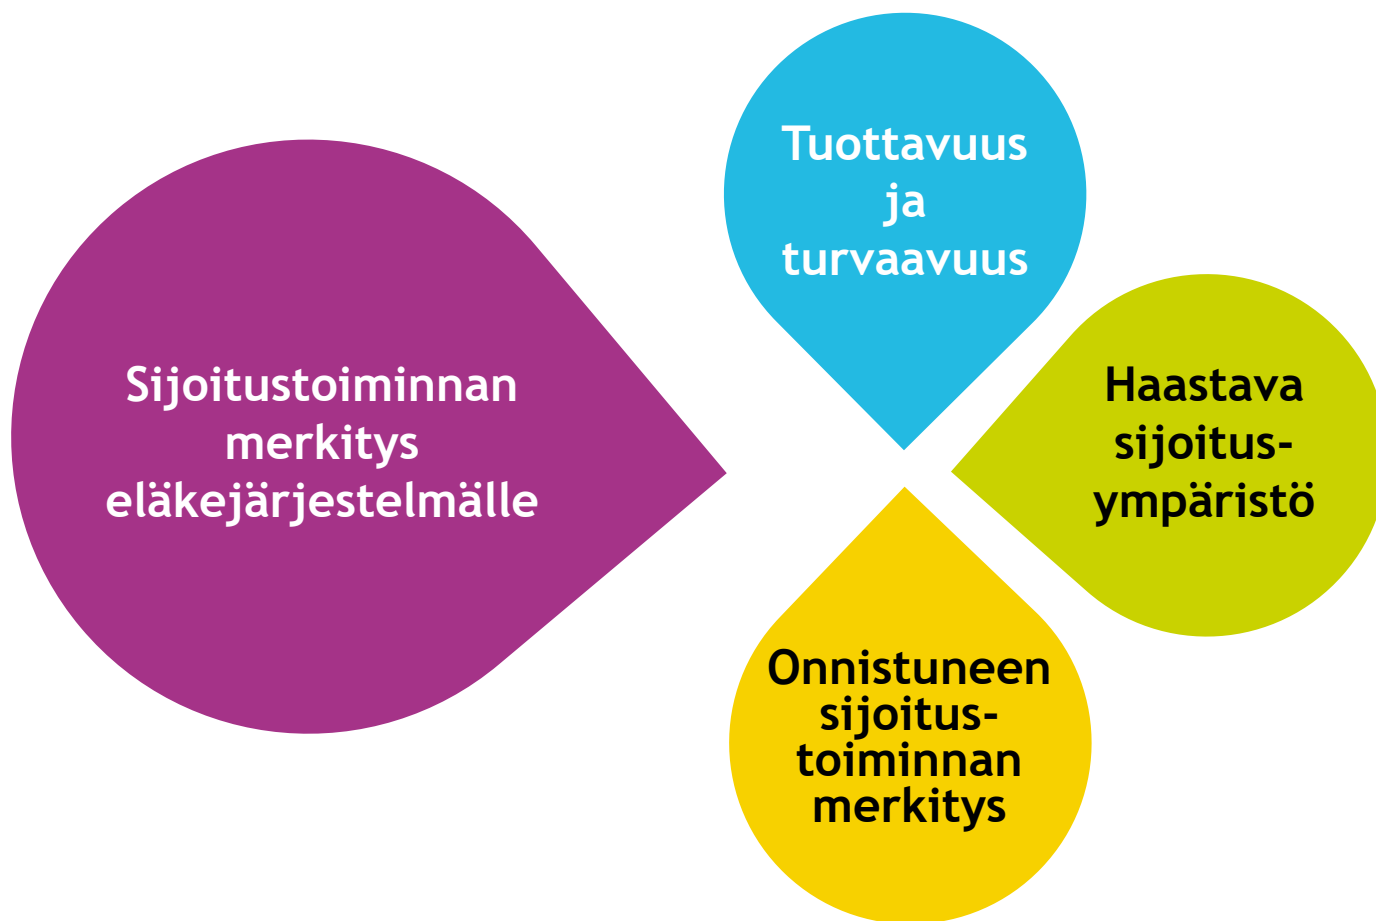 Sijoitustoiminnan
merkitys
eläkejärjestelmälle
Tuottavuus
ja
turvaavuus
Haastava
sijoitus-
ympäristö
Onnistuneen
sijoitus-
toiminnan
merkitys